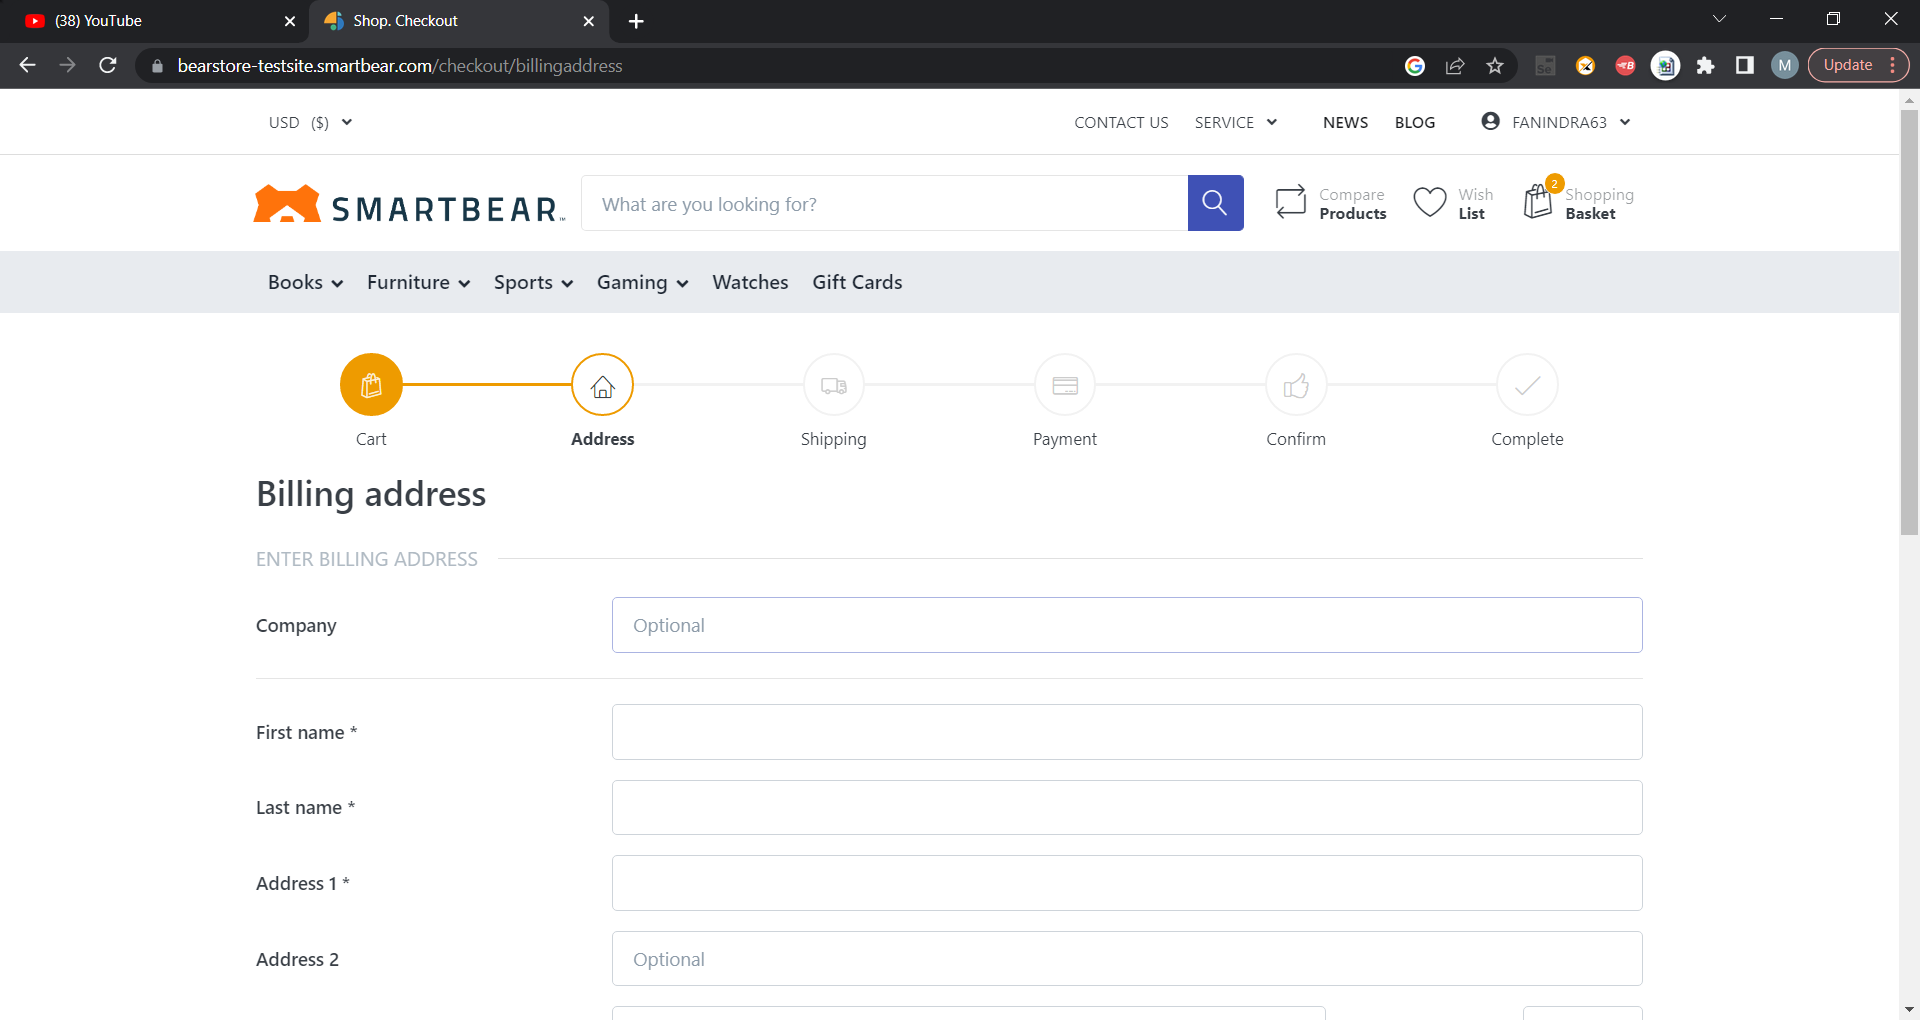 (38) YouTube
Shop. Checkout
bearstore-testsite.smartbear.com/checkout/billingaddress
Se
B
M
Update
USD ($)
CONTACT US
SERVICE
NEWS
BLOG
FANINDRA63
SMARTBEAR™
What are you looking for?
Compare
Products
Wish
List
2
Shopping
Basket
Books
Furniture
Sports
Gaming
Watches
Gift Cards
Cart
Address
Shipping
Payment
Confirm
Complete
Billing address
ENTER BILLING ADDRESS
Company
Optional
First name *
Last name *
Address 1 *
Address 2
Optional